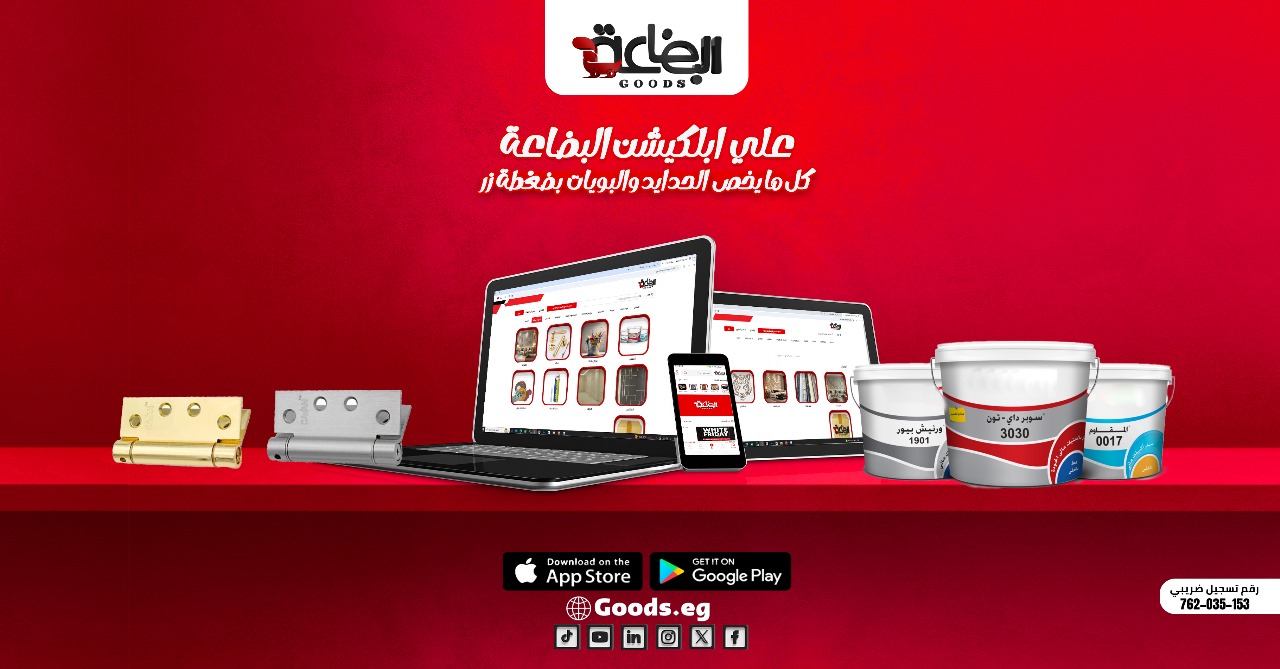 البضاعة
GOODS
علي ابلكيشن البضاعة
كل ما يخص الحدايد والبويات بضغطة زر
WHITE
FRIDAY
ورنيش بيور
1901
سوبر داي - تون
3030
المقاوم
0017
Download on the
App Store
GET IT ON
Google Play
Goods.eg
رقم تسجيل ضريبي
762-035-153